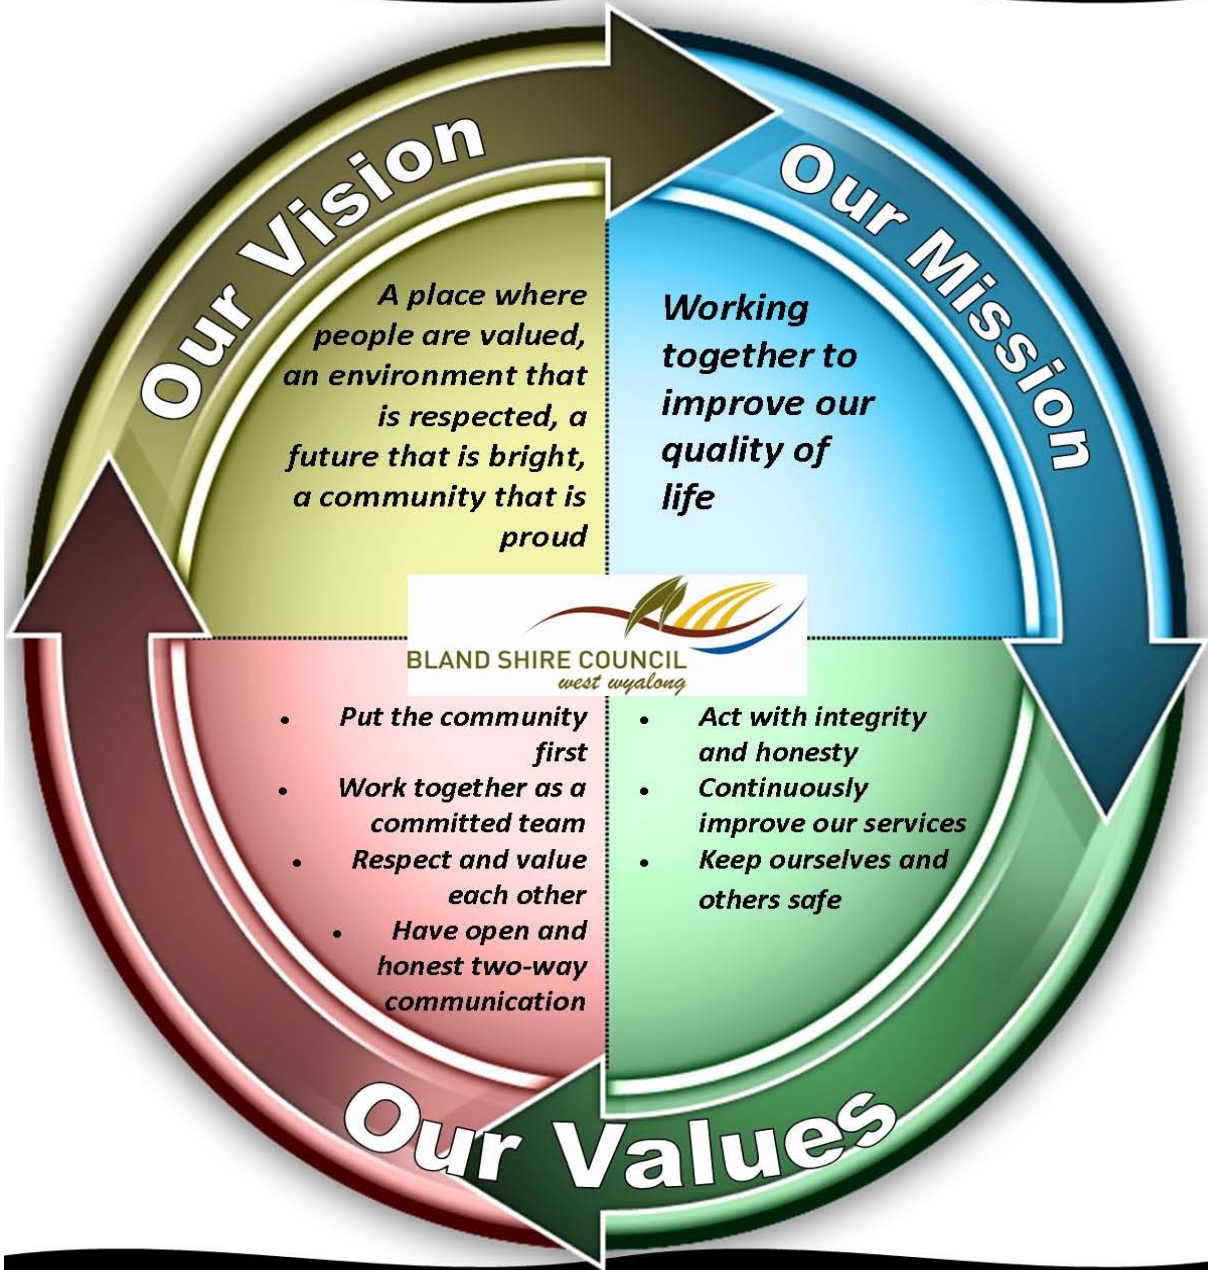 Our Vision
A place where
people are valued,
an environment that
is respected, a
future that is bright,
a community that is
proud
Our Mission
Working
together to
improve our
quality of
life
BLAND SHIRE COUNCIL
west wyalong
• Put the community
first
• Work together as a
committed team
• Respect and value
each other
• Have open and
honest two-way
communication
• Act with integrity
and honesty
• Continuously
improve our services
• Keep ourselves and
others safe
Our Values